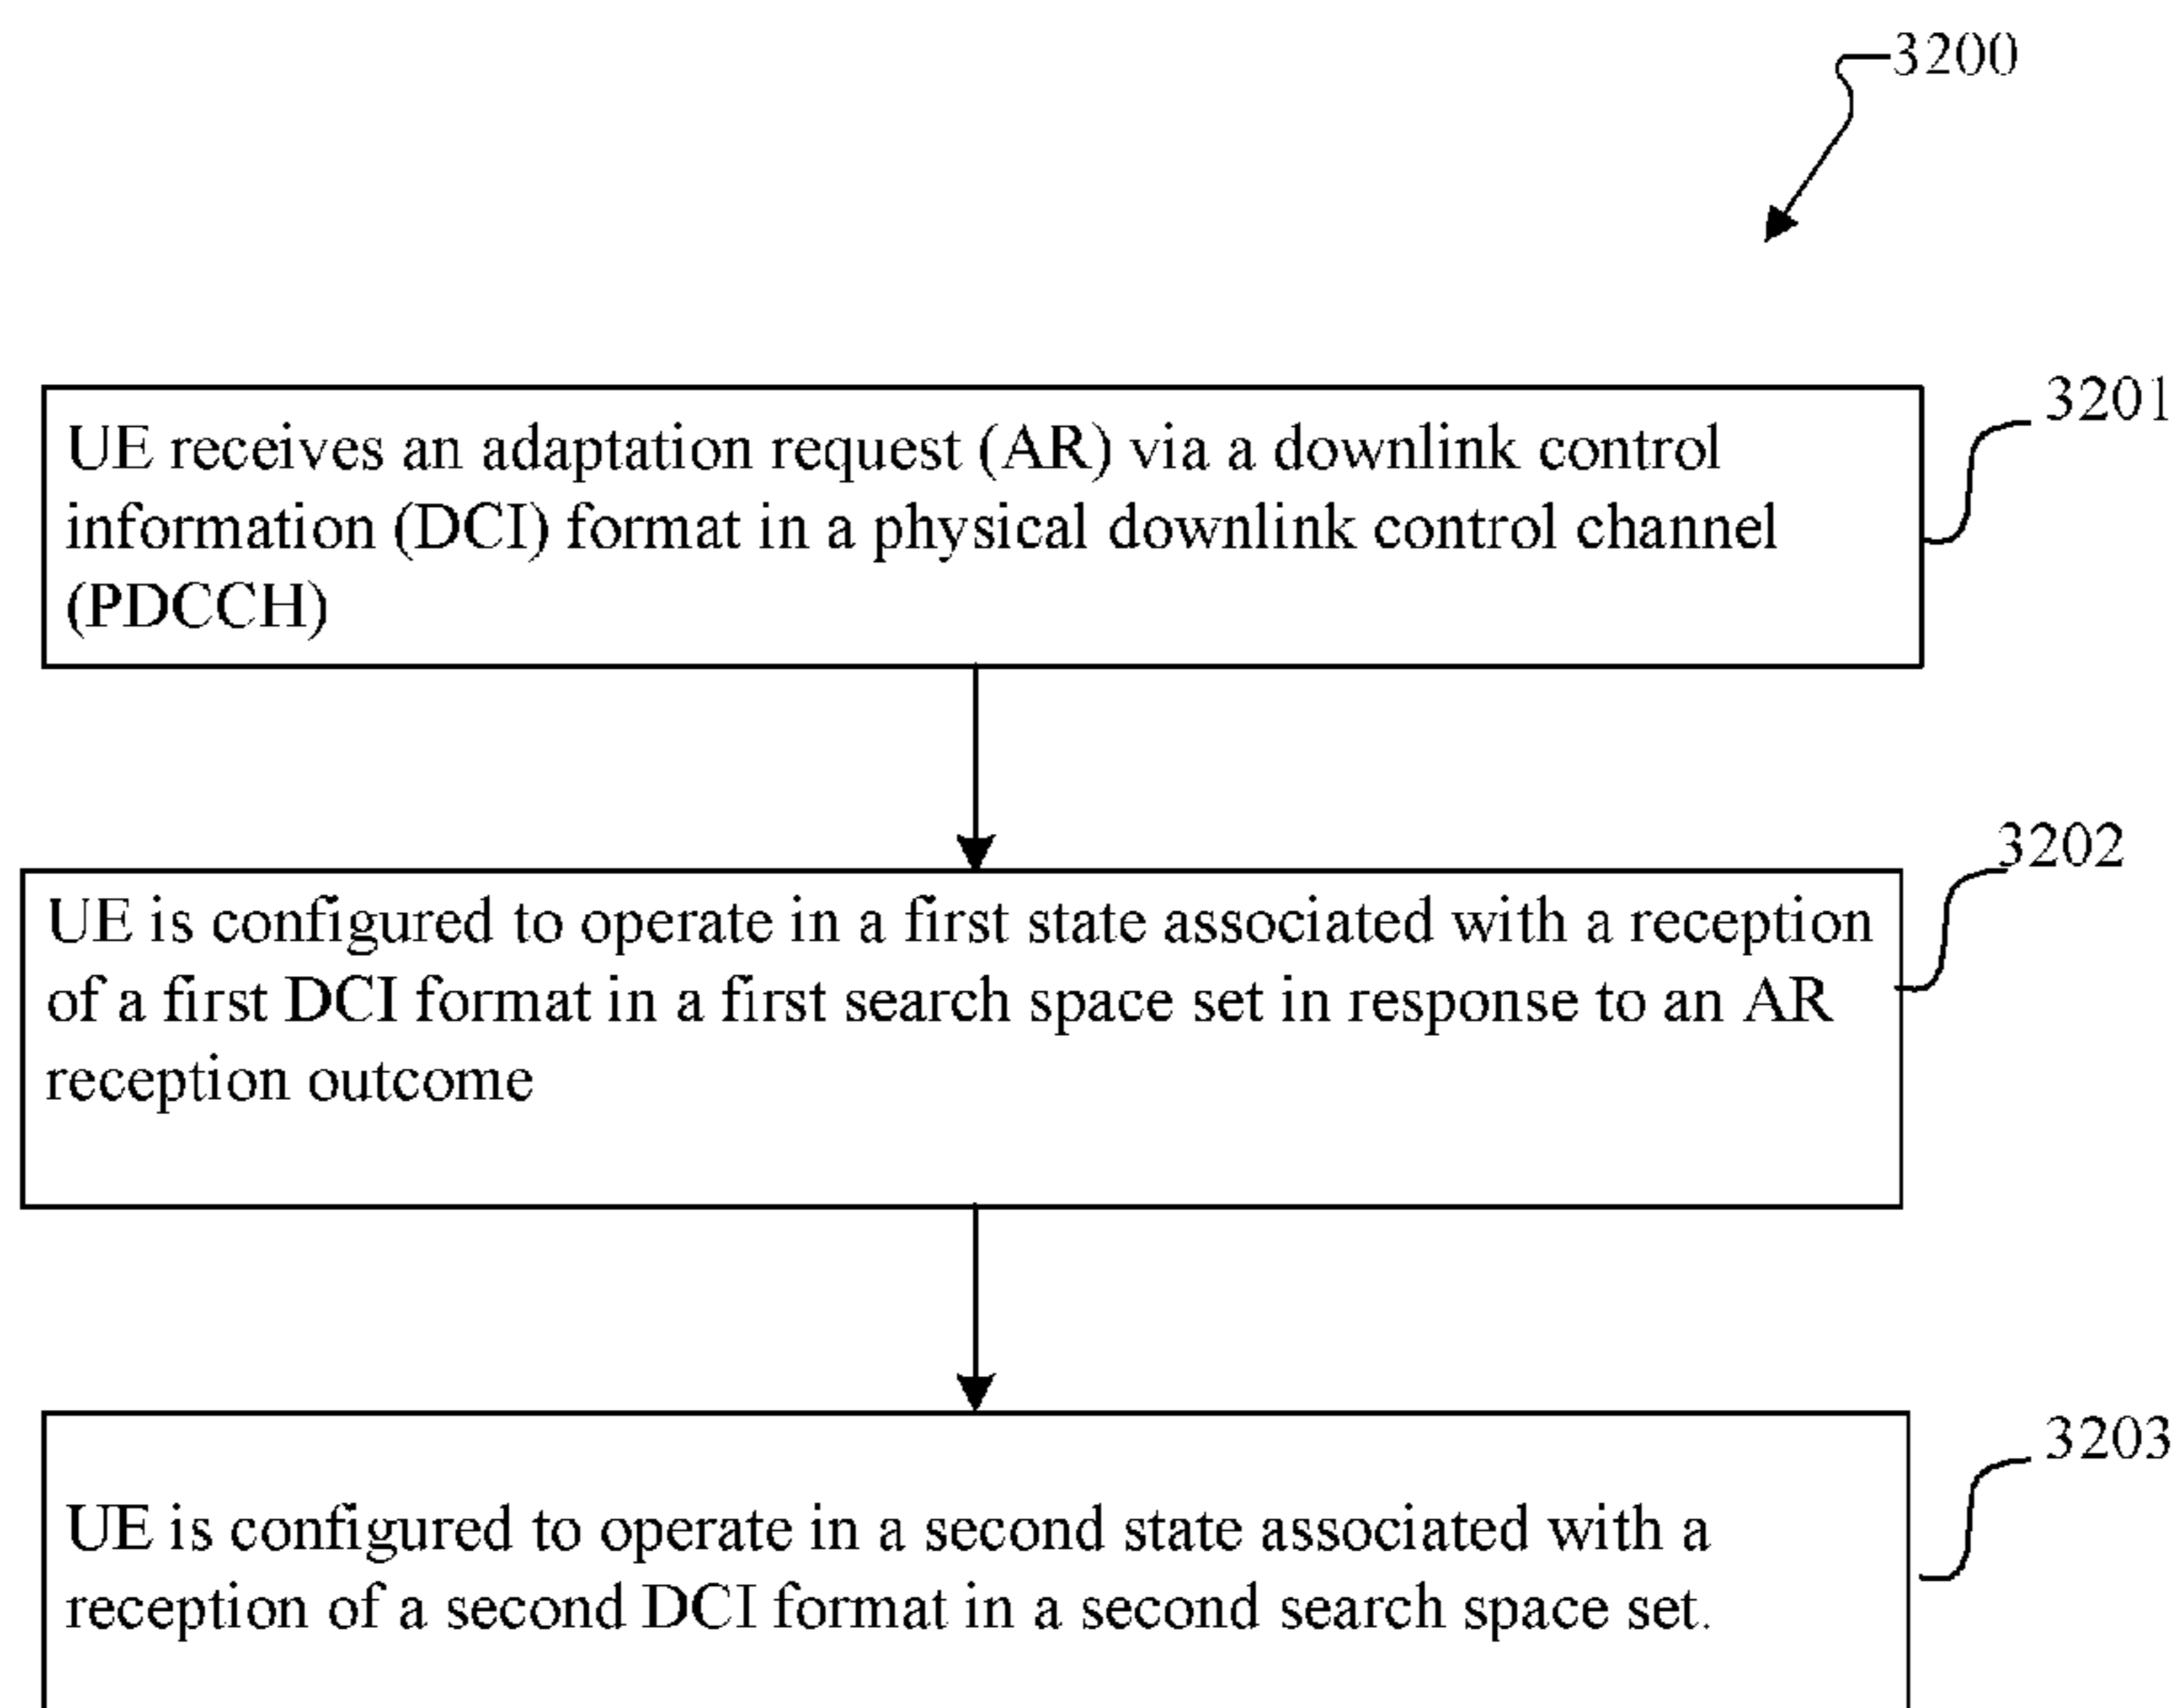 3200
3201
UE receives an adaptation request (AR) via a downlink control
information (DCI) format in a physical downlink control channel
(PDCCH)
3202
UE is configured to operate in a first state associated with a reception
of a first DCI format in a first search space set in response to an AR
reception outcome
3203
UE is configured to operate in a second state associated with a
reception of a second DCI format in a second search space set.